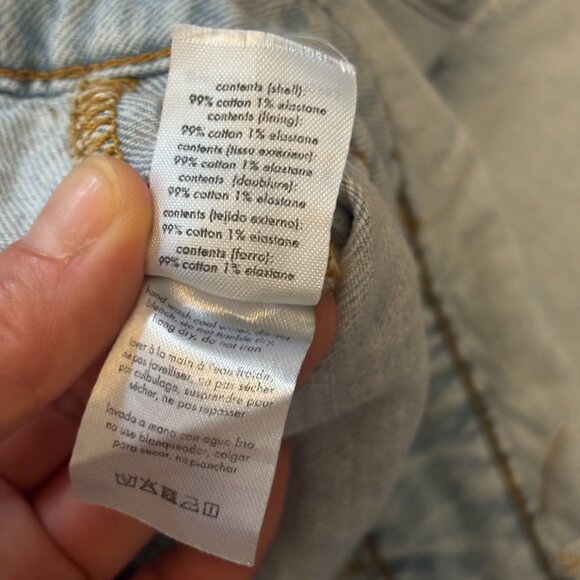 contents (shell):
99% cotton 1% elastane
contents (lining):
99% cotton 1% elastane
contents (tissu extérieur):
99% cotton 1% elastane
contents (doublure):
99% cotton 1% elastane
contents (tejido externo):
99% cotton 1% elastane
contents (forro):
99% cotton 1% elastane
hand wash cool water, do not
bleach, do not tumble dry,
hang dry, do not iron
laver à la main à l'eau froide,
ne pas javelliser, ne pas sécher
par culbulage, suspendre pour
sécher, ne pas repasser
lavado a mano con agua fria
no use blanqueador, colgar
para secar, no planchar